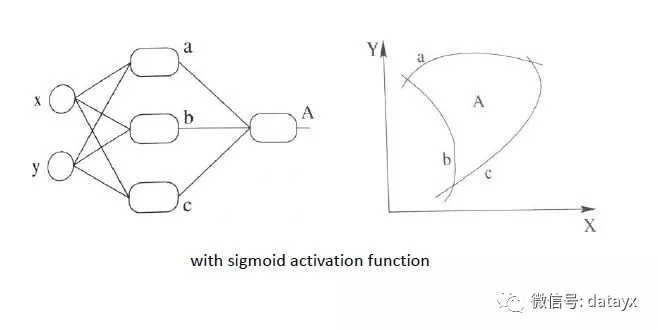 a
x
b
A
y
c
Y
a
A
b
c
X
with sigmoid activation function
微信号: datayx